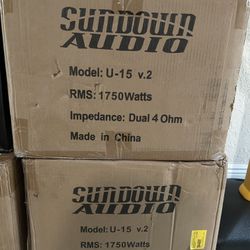 SUNDOWN
AUDIO
Model: U-15 v.2
RMS: 1750Watts
Impedance: Dual 4 Ohm
Made in China
SUNDOWN
AUDIO
Model: U-15 v.2
RMS: 1750Watts